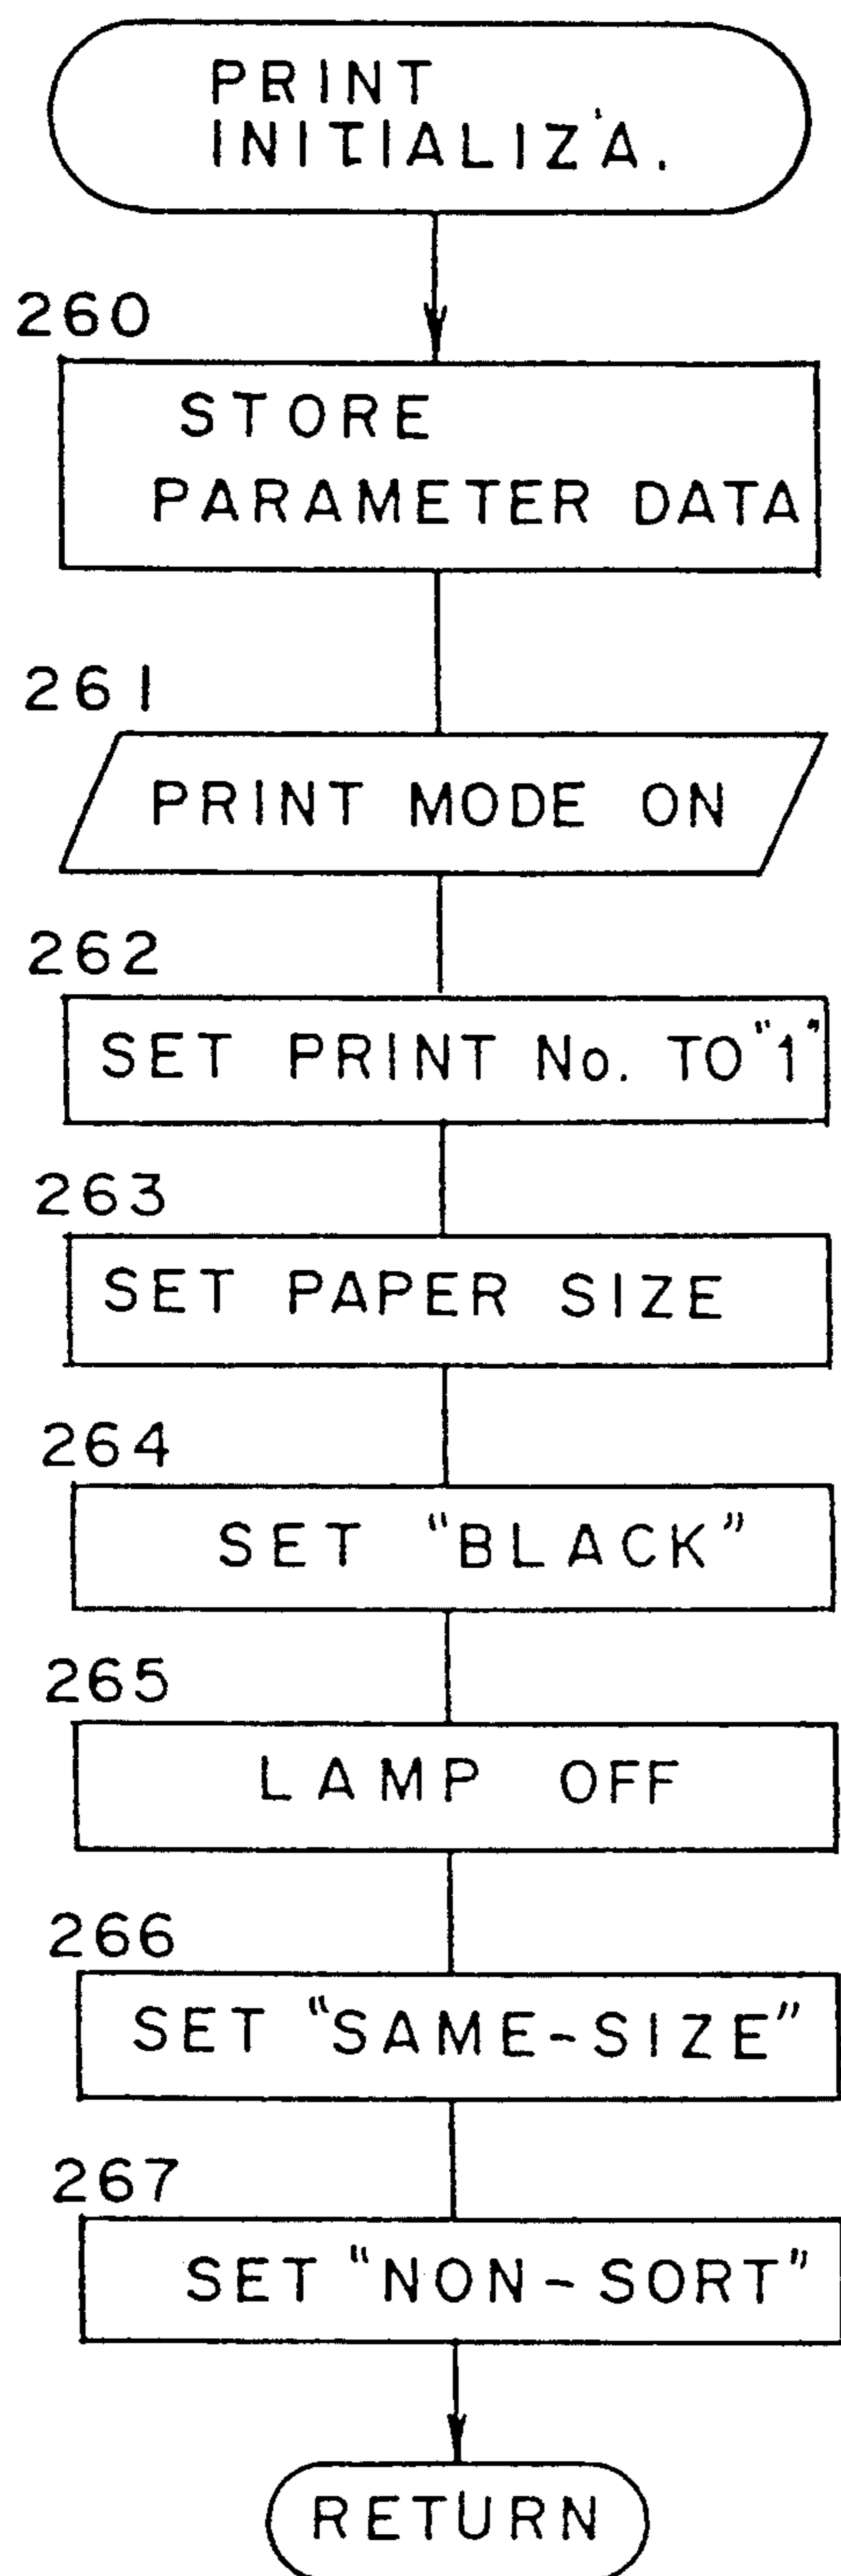 PRINT
INITIALIZ'A.
260
STORE
PARAMETER DATA
261
PRINT MODE ON
262
SET PRINT No. TO "1"
263
SET PAPER SIZE
264
SET "BLACK"
265
LAMP OFF
266
SET "SAME-SIZE"
267
SET "NON-SORT"
RETURN